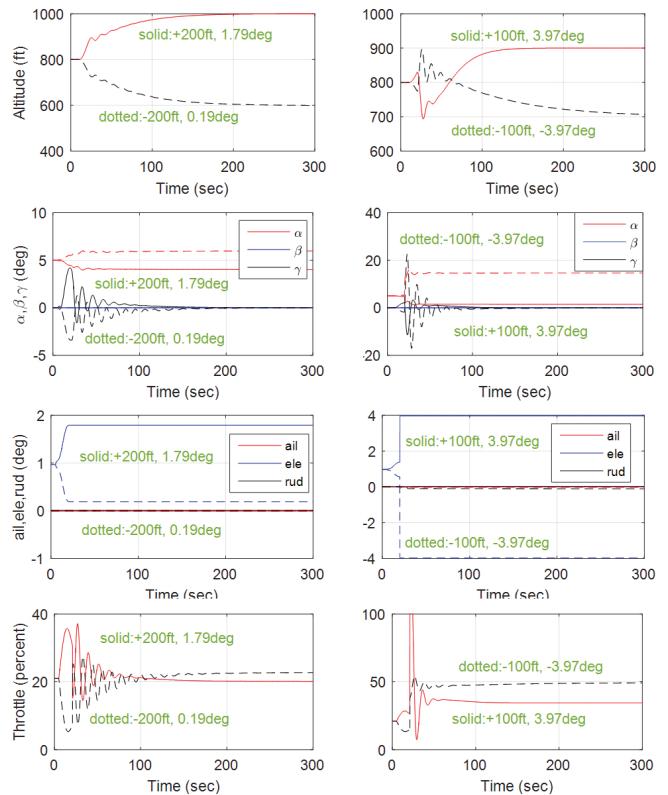 1000
800
600
400
0
100
200
300
Altitude (ft)
Time (sec)
solid:+200ft, 1.79deg
dotted:-200ft, 0.19deg
1000
900
800
700
600
0
100
200
300
Time (sec)
solid:+100ft, 3.97deg
dotted:-100ft, -3.97deg
10
5
0
-5
0
100
200
300
α,β,γ (deg)
Time (sec)
α
β
γ
solid:+200ft, 1.79deg
dotted:-200ft, 0.19deg
40
20
0
20
0
100
200
300
Time (sec)
α
β
γ
dotted:-100ft, -3.97deg
solid:+100ft, 3.97deg
2
1
0
-1
0
100
200
300
ail,ele,rud (deg)
Time (sec)
ail
ele
rud
solid:+200ft, 1.79deg
dotted:-200ft, 0.19deg
4
2
0
-2
-4
0
100
200
300
Time (sec)
ail
ele
rud
solid:+100ft, 3.97deg
dotted:-100ft, -3.97deg
40
20
0
0
100
200
300
Throttle (percent)
Time (sec)
solid:+200ft, 1.79deg
dotted:-200ft, 0.19deg
100
50
0
0
100
200
300
Time (sec)
dotted:-100ft, -3.97deg
solid:+100ft, 3.97deg